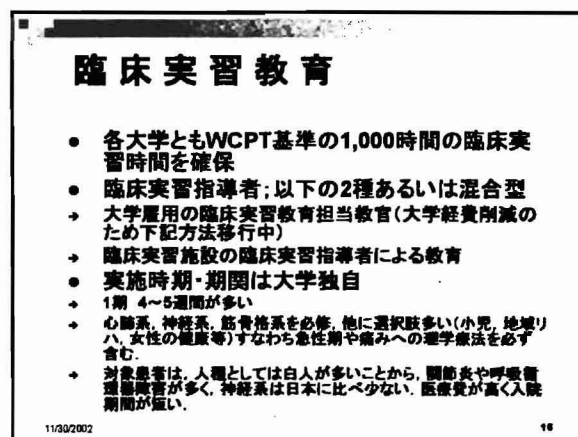 臨床実習教育
● 各大学ともWCPT基準の1,000時間の臨床実
習時間を確保
● 臨床実習指導者;以下の2種あるいは混合型
→ 大学雇用の臨床実習教育担当教官(大学経費削減の
ため下記方法移行中)
→ 臨床実習施設の臨床実習指導者による教育
● 実施時期・期関は大学独自
→ 1期 4~5週間が多い
→ 心肺系, 神経系, 筋骨格系を必修, 他に選択肢多い(小児, 地域リ
ハ, 女性の健康等)すなわち急性期や痛みへの理学療法を必ず
含む.
→ 対象患者は, 人種としては白人が多いことから, 関節炎や呼吸循
環器障害が多く, 神経系は日本に比べ少ない. 医療費が高く入院
期間が短い.
11/30/2002